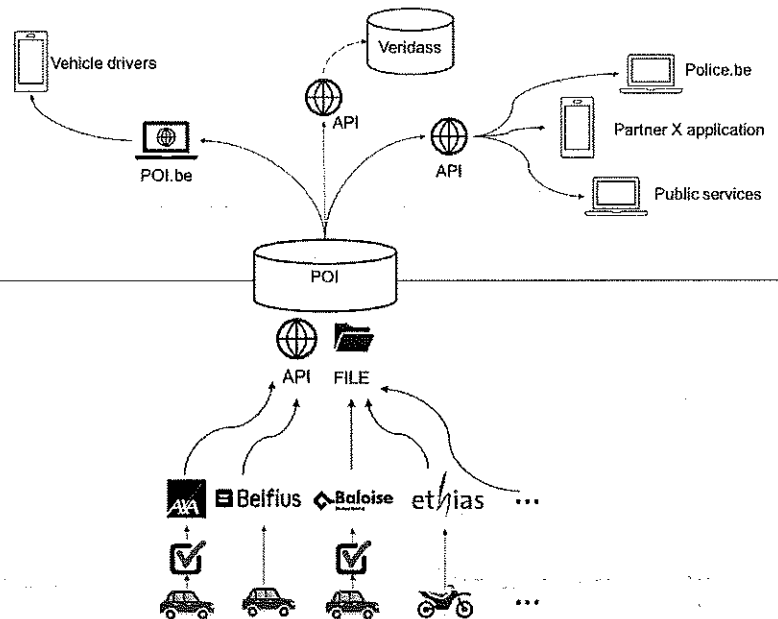 Veridass
Vehicle drivers
Police.be
API
Partner X application
POI.be
API
Public services
POI
API
FILE
AXA
Belfius
Baloise
ethias
...
...